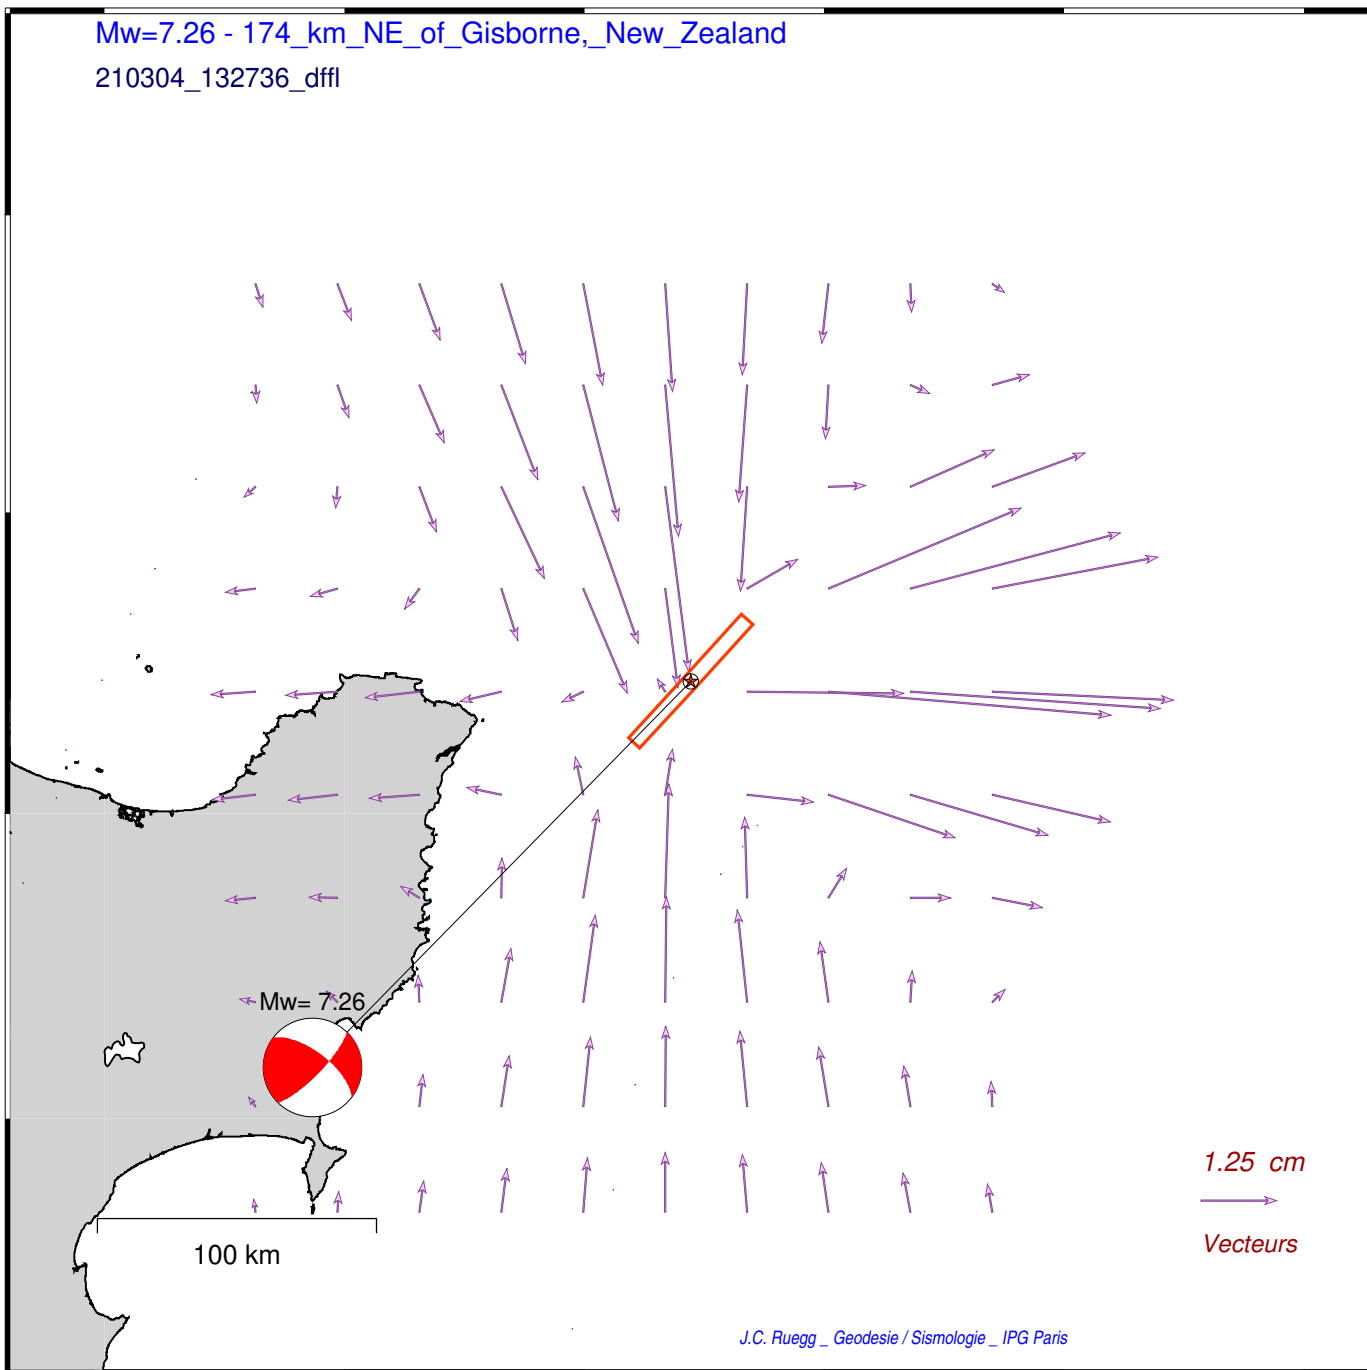 Mw=7.26 - 174_km_NE_of_Gisborne,_New_Zealand
210304_132736_dffl
Mw= 7.26
1.25 cm
Vecteurs
100 km
J.C. Ruegg _ Geodesie / Sismologie _ IPG Paris